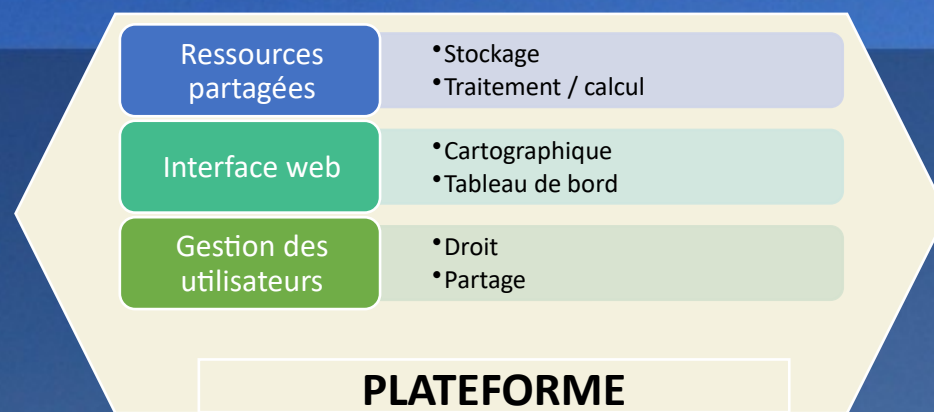 Ressources
partagées
•Stockage
•Traitement / calcul
Interface web
•Cartographique
•Tableau de bord
Gestion des
utilisateurs
•Droit
•Partage
PLATEFORME